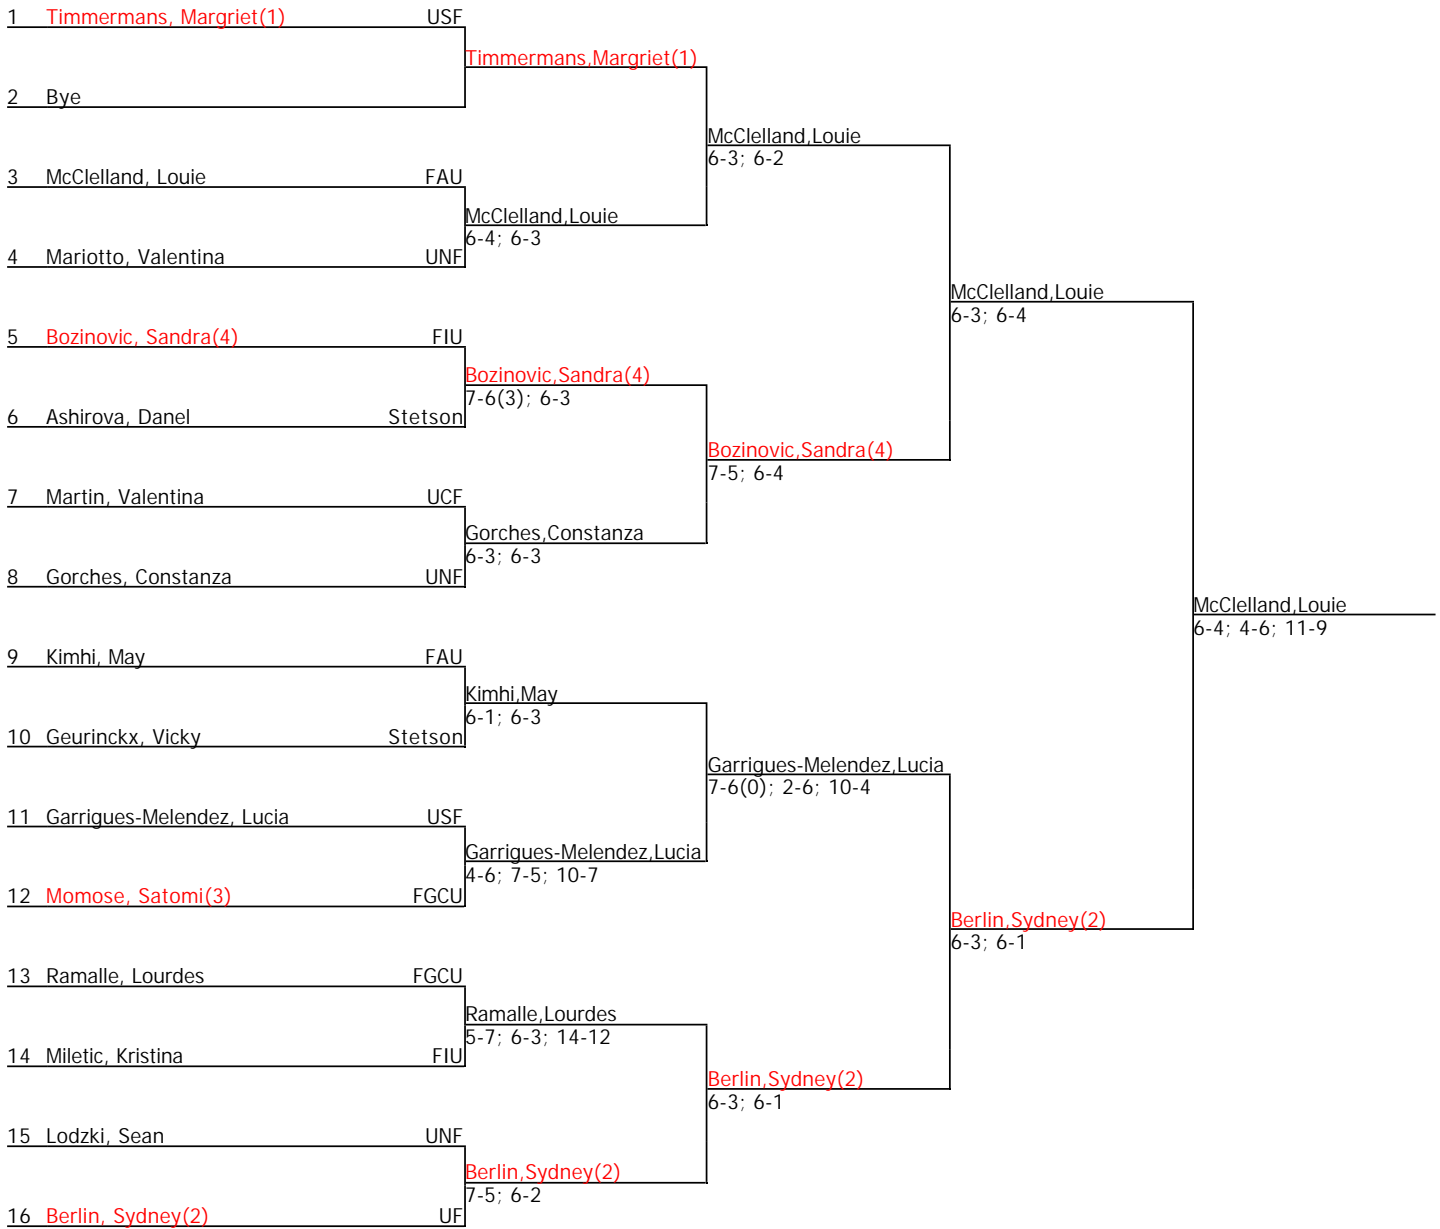 1 Timmermans, Margriet(1) USF
Timmermans,Margriet(1)
2 Bye
McClelland,Louie
6-3; 6-2
3 McClelland, Louie FAU
McClelland,Louie
6-4; 6-3
4 Mariotto, Valentina UNF
McClelland,Louie
6-3; 6-4
5 Bozinovic, Sandra(4) FIU
Bozinovic,Sandra(4)
7-6(3); 6-3
6 Ashirova, Danel Stetson
Bozinovic,Sandra(4)
7-5; 6-4
7 Martin, Valentina UCF
Gorches,Constanza
6-3; 6-3
8 Gorches, Constanza UNF
McClelland,Louie
6-4; 4-6; 11-9
9 Kimhi, May FAU
Kimhi,May
6-1; 6-3
10 Geurinckx, Vicky Stetson
Garrigues-Melendez,Lucia
7-6(0); 2-6; 10-4
11 Garrigues-Melendez, Lucia USF
Garrigues-Melendez,Lucia
4-6; 7-5; 10-7
12 Momose, Satomi(3) FGCU
Berlin,Sydney(2)
6-3; 6-1
13 Ramalle, Lourdes FGCU
Ramalle,Lourdes
5-7; 6-3; 14-12
14 Miletic, Kristina FIU
Berlin,Sydney(2)
6-3; 6-1
15 Lodzki, Sean UNF
Berlin,Sydney(2)
7-5; 6-2
16 Berlin, Sydney(2) UF